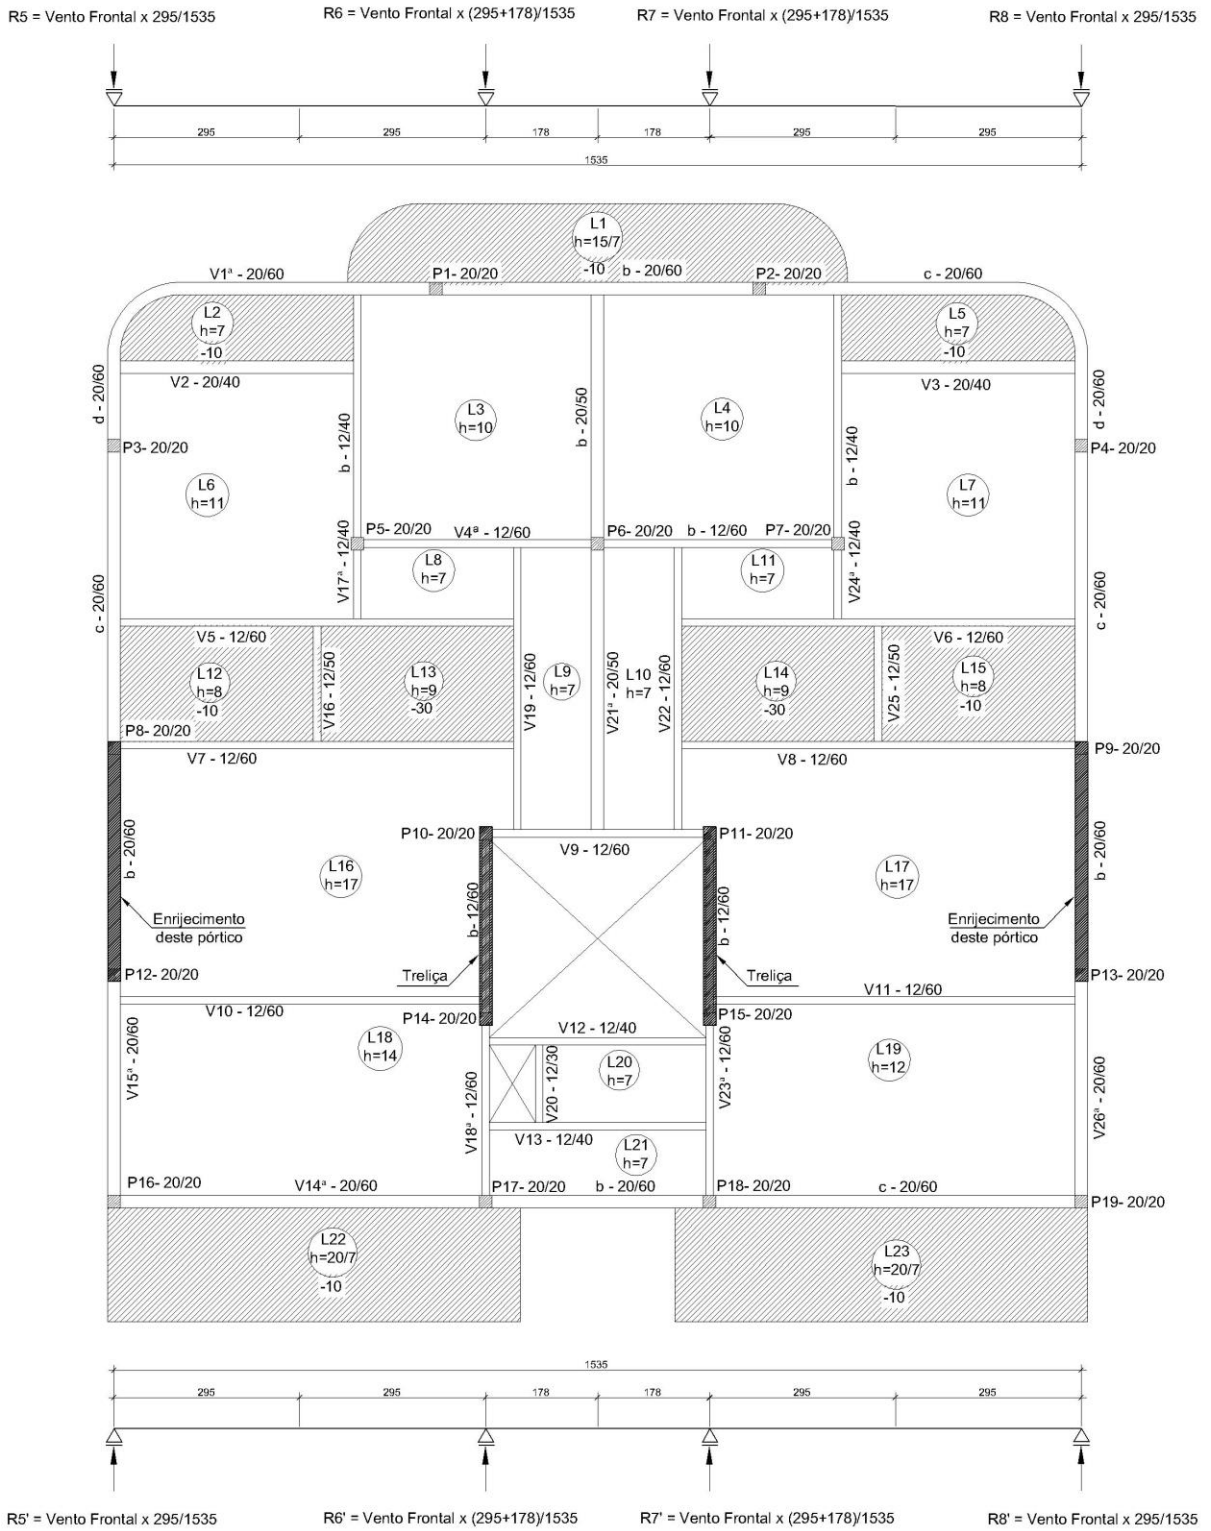 R5 = Vento Frontal x 295/1535
R6 = Vento Frontal x (295+178)/1535
R7 = Vento Frontal x (295+178)/1535
R8 = Vento Frontal x 295/1535
295
295
178
178
295
295
1535
L1
h=15/7
-10
V1ª - 20/60
P1- 20/20
b - 20/60
P2- 20/20
c - 20/60
L2
h=7
-10
L5
h=7
-10
V2 - 20/40
V3 - 20/40
d - 20/60
d - 20/60
L3
h=10
L4
h=10
b - 12/40
b - 20/50
b - 12/40
P3- 20/20
P4- 20/20
L6
h=11
L7
h=11
P5- 20/20
V4ª - 12/60
P6- 20/20
b - 12/60
P7- 20/20
V17ª - 12/40
V24ª - 12/40
L8
h=7
L11
h=7
c - 20/60
c - 20/60
V5 - 12/60
V6 - 12/60
L12
h=8
-10
V16 - 12/50
L13
h=9
-30
V19 - 12/60
L9
h=7
V21ª - 20/50
L10
h=7
V22 - 12/60
L14
h=9
-30
V25 - 12/50
L15
h=8
-10
P8- 20/20
V7 - 12/60
V8 - 12/60
P9- 20/20
P10- 20/20
V9 - 12/60
P11- 20/20
b - 20/60
L16
h=17
b- 12/60
b - 12/60
L17
h=17
b - 20/60
Enrijecimento
deste pórtico
Enrijecimento
deste pórtico
Treliça
Treliça
P12- 20/20
P13- 20/20
V10 - 12/60
V11 - 12/60
P14- 20/20
V12 - 12/40
P15- 20/20
V15ª - 20/60
L18
h=14
V18ª - 12/60
V20 - 12/30
L20
h=7
V23ª - 12/60
L19
h=12
V26ª - 20/60
V13 - 12/40
L21
h=7
P16- 20/20
V14ª - 20/60
P17- 20/20
b - 20/60
P18- 20/20
c - 20/60
P19- 20/20
L22
h=20/7
-10
L23
h=20/7
-10
1535
295
295
178
178
295
295
R5' = Vento Frontal x 295/1535
R6' = Vento Frontal x (295+178)/1535
R7' = Vento Frontal x (295+178)/1535
R8' = Vento Frontal x 295/1535